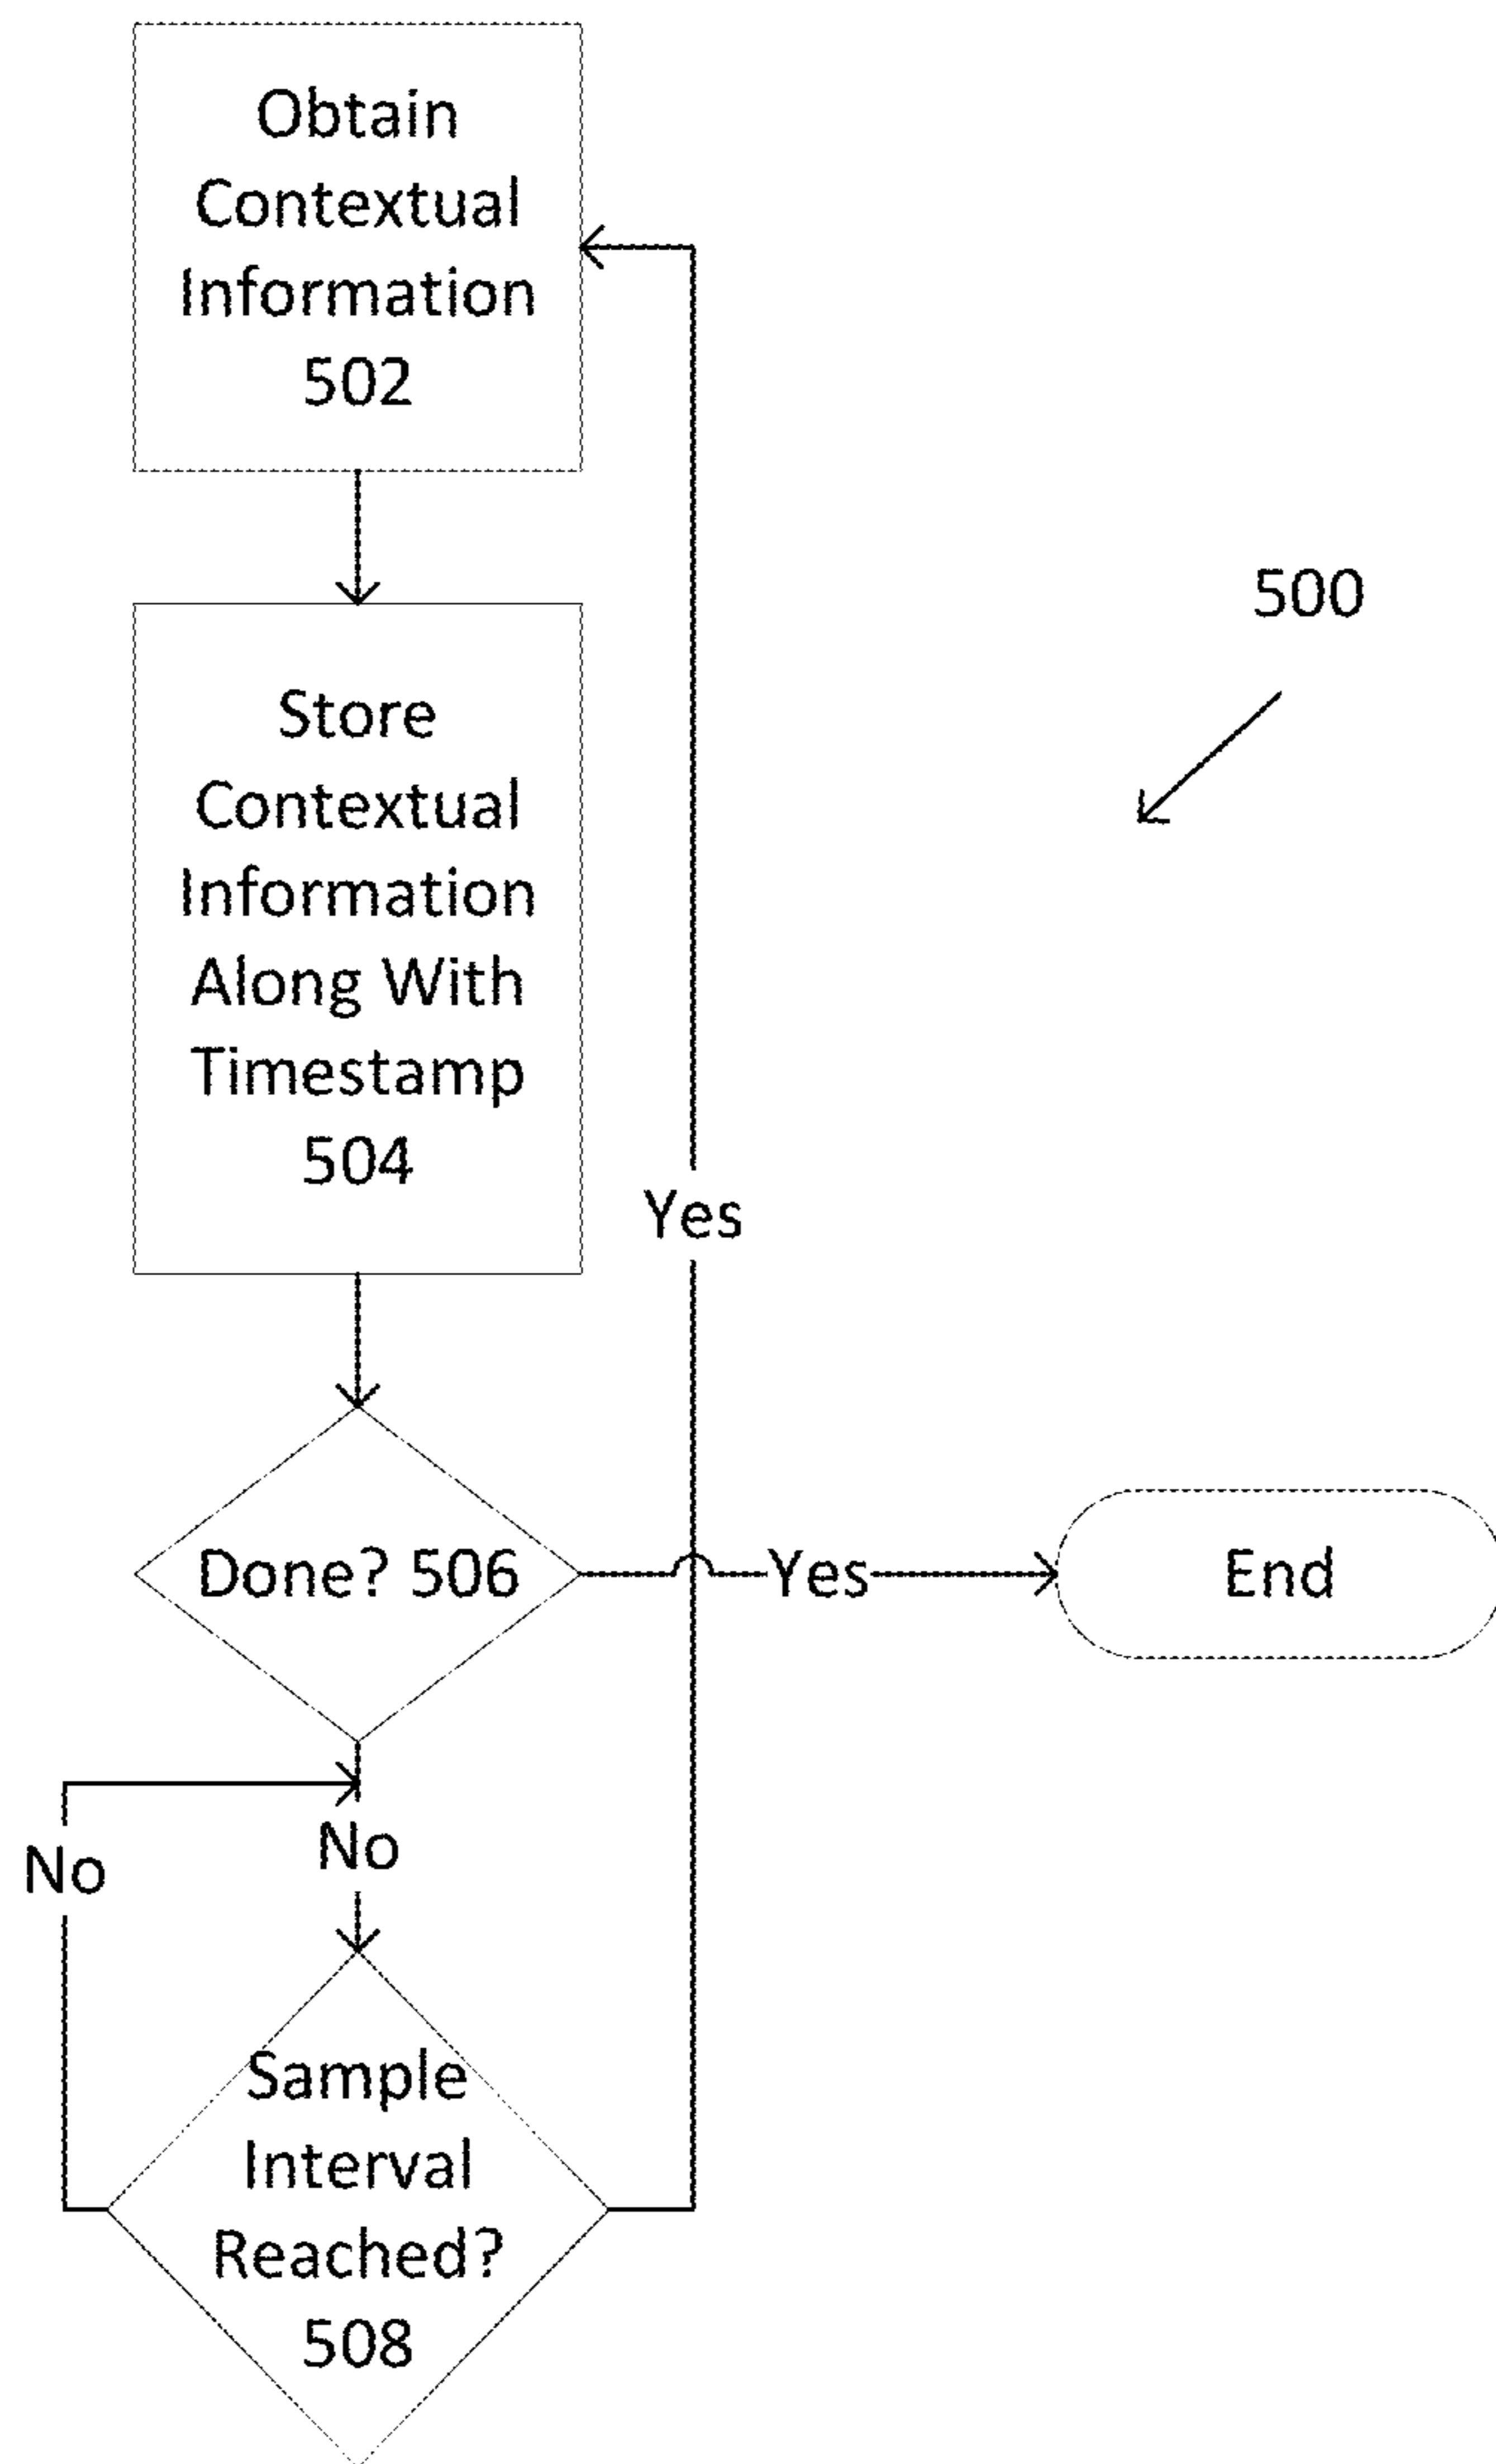 Obtain
Contextual
Information
502
500
Store
Contextual
Information
Along With
Timestamp
504
Yes
Done? 506
Yes
End
No
No
Sample
Interval
Reached?
508